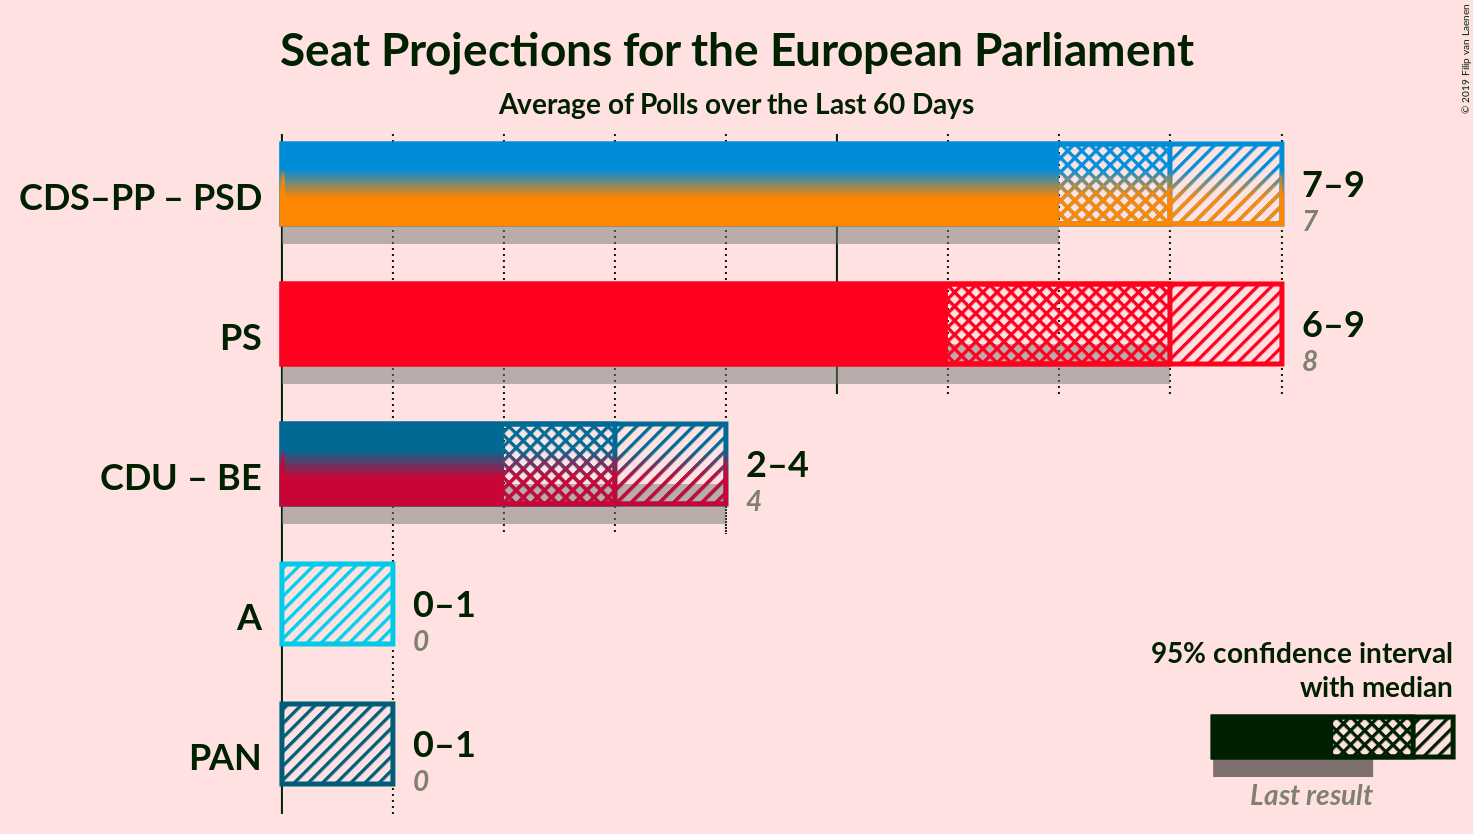 Seat Projections for the European Parliament
Average of Polls over the Last 60 Days
© 2019 Filip van Laenen
CDS–PP – PSD
7–9
7
PS
6–9
8
CDU – BE
2–4
4
A
0–1
0
PAN
0–1
0
95% confidence interval
with median
Last result